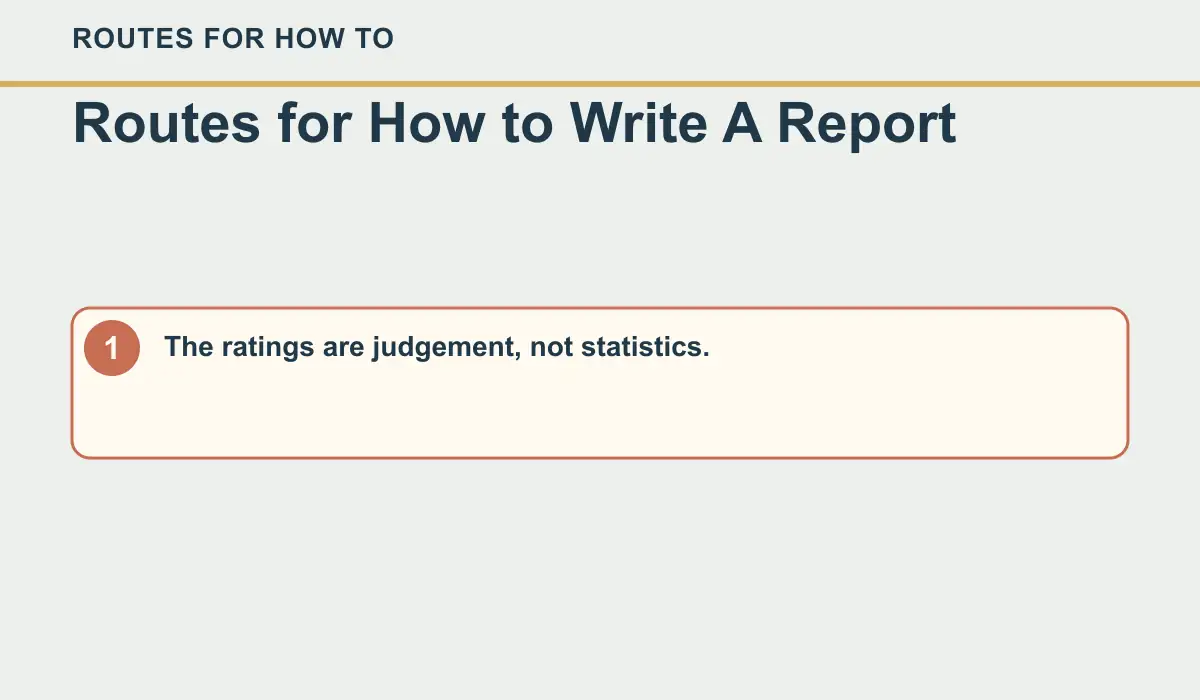 ROUTES FOR HOW TO
Routes for How to Write A Report
1 The ratings are judgement, not statistics.